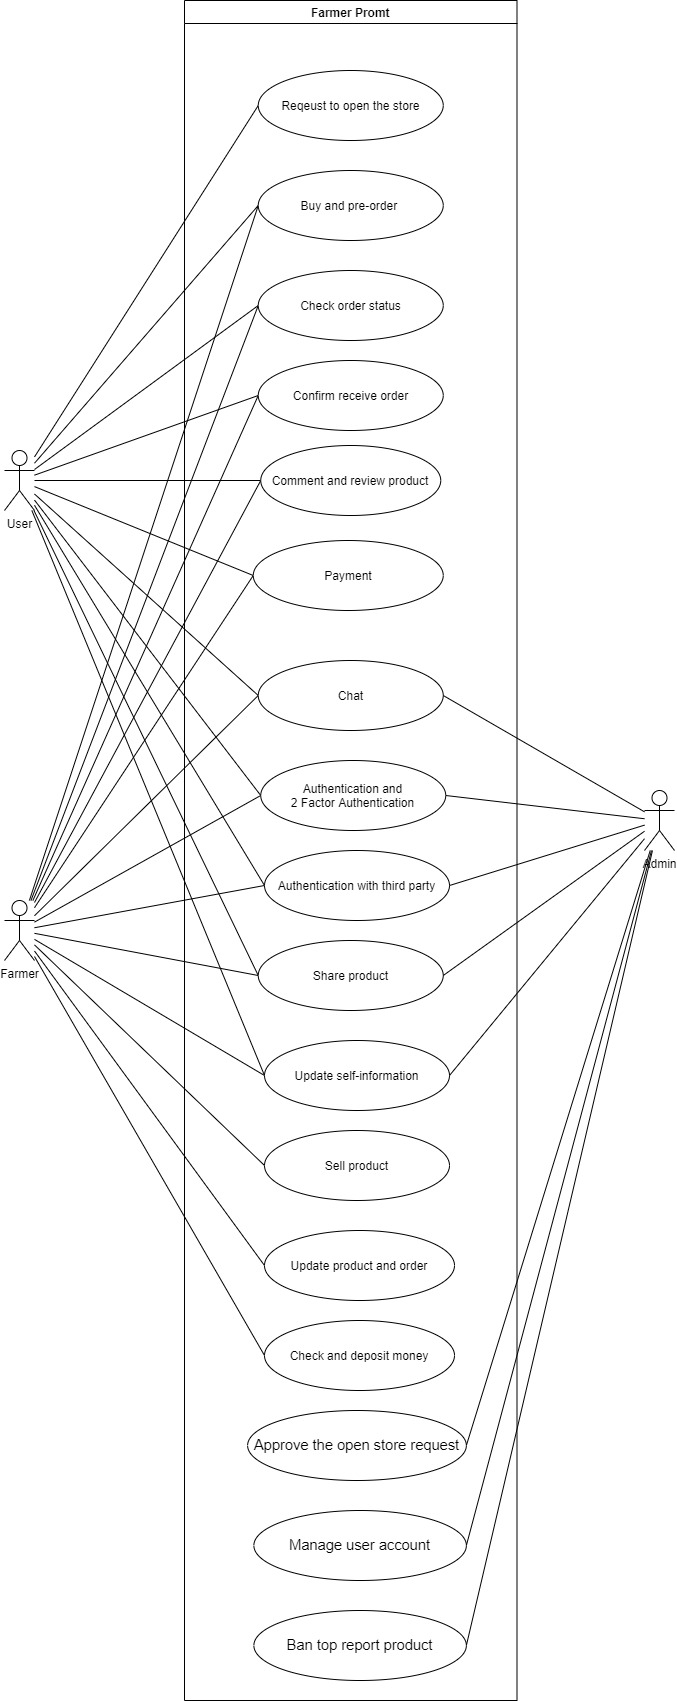 Farmer Promt
Reqeust to open the store
Buy and pre-order
Check order status
Confirm receive order
Comment and review product
User
Payment
Chat
Authentication and
2 Factor Authentication
Admin
Authentication with third party
Share product
Farmer
Update self-information
Sell product
Update product and order
Check and deposit money
Approve the open store request
Manage user account
Ban top report product